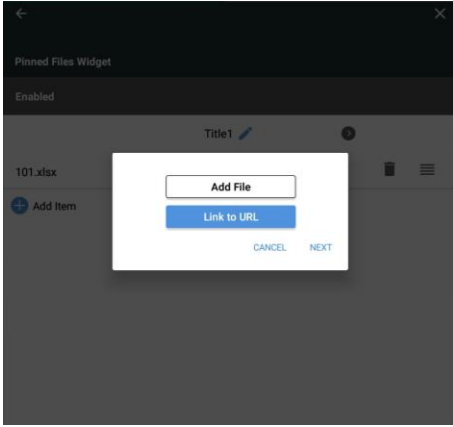 Pinned Files Widget
Enabled
Title1
101.xlsx
Add Item
Add File
Link to URL
CANCEL NEXT